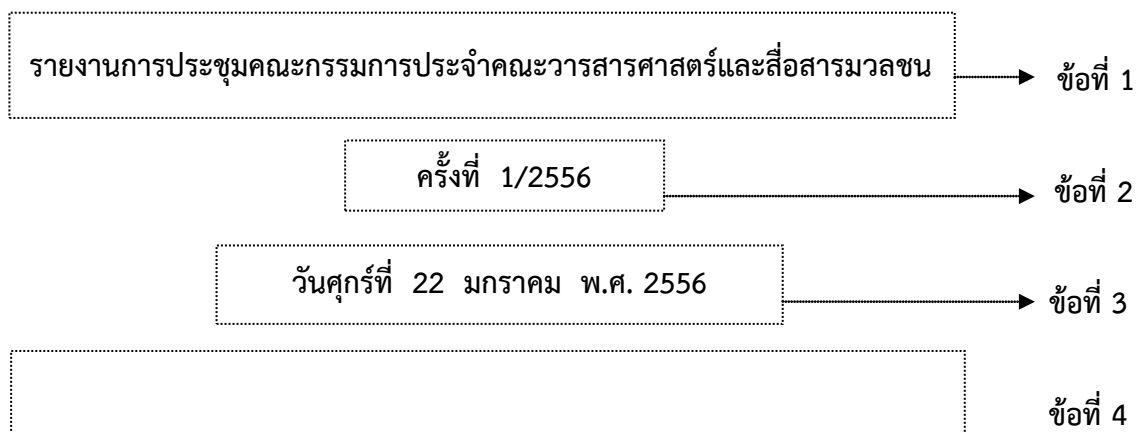 รายงานการประชุมคณะกรรมการประจำคณะวารสารศาสตร์และสื่อสารมวลชน
ข้อที่ 1
ครั้งที่ 1/2556
ข้อที่ 2
วันศุกร์ที่ 22 มกราคม พ.ศ. 2556
ข้อที่ 3
ข้อที่ 4